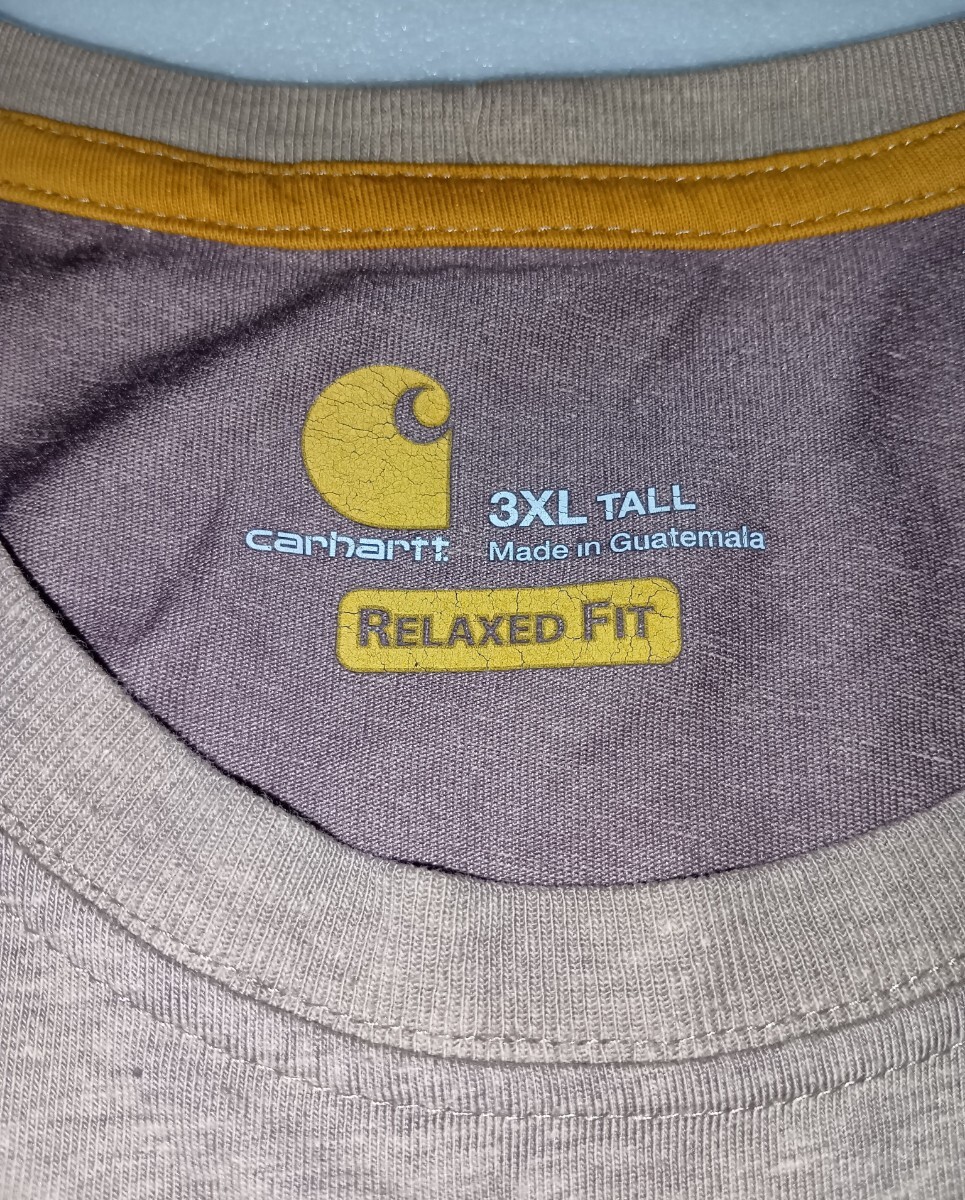 carhartt
3XL TALL
Made in Guatemala
RELAXED FIT